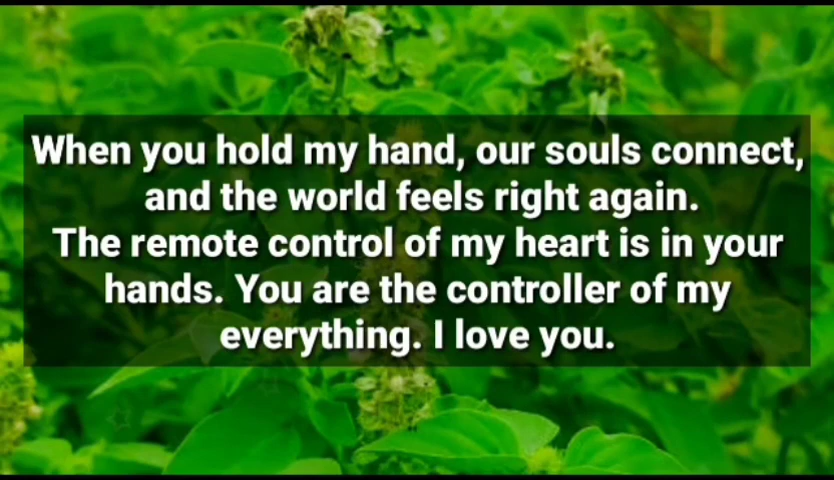 When you hold my hand, our souls connect,
and the world feels right again.
The remote control of my heart is in your
hands. You are the controller of my
everything. I love you.